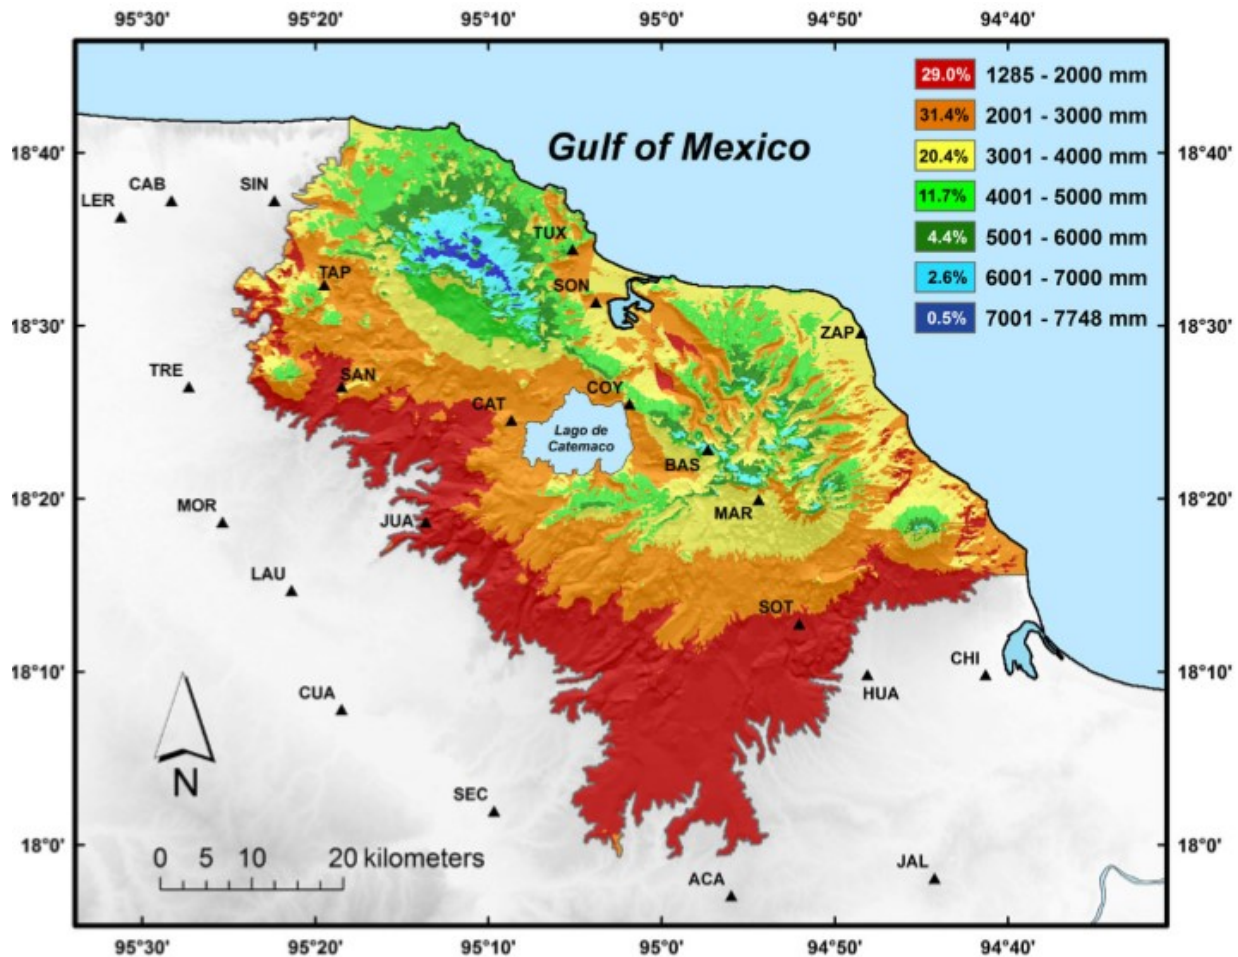 95°30' 95°20' 95°10' 95°0' 94°50' 94°40'
29.0% 1285 - 2000 mm
31.4% 2001 - 3000 mm
20.4% 3001 - 4000 mm
11.7% 4001 - 5000 mm
4.4% 5001 - 6000 mm
2.6% 6001 - 7000 mm
0.5% 7001 - 7748 mm
Gulf of Mexico
18°40' 18°40'
CAB SIN
LER
TUX
TAP
SON
18°30' ZAP 18°30'
TRE SAN
COY
CAT
Lago de
Catemaco
BAS
18°20' 18°20'
MOR
MAR
JUA
LAU
SOT
CHI
18°10' 18°10'
CUA HUA
N
SEC
18°0' 18°0'
0 5 10 20 kilometers
JAL
ACA
95°30' 95°20' 95°10' 95°0' 94°50' 94°40'